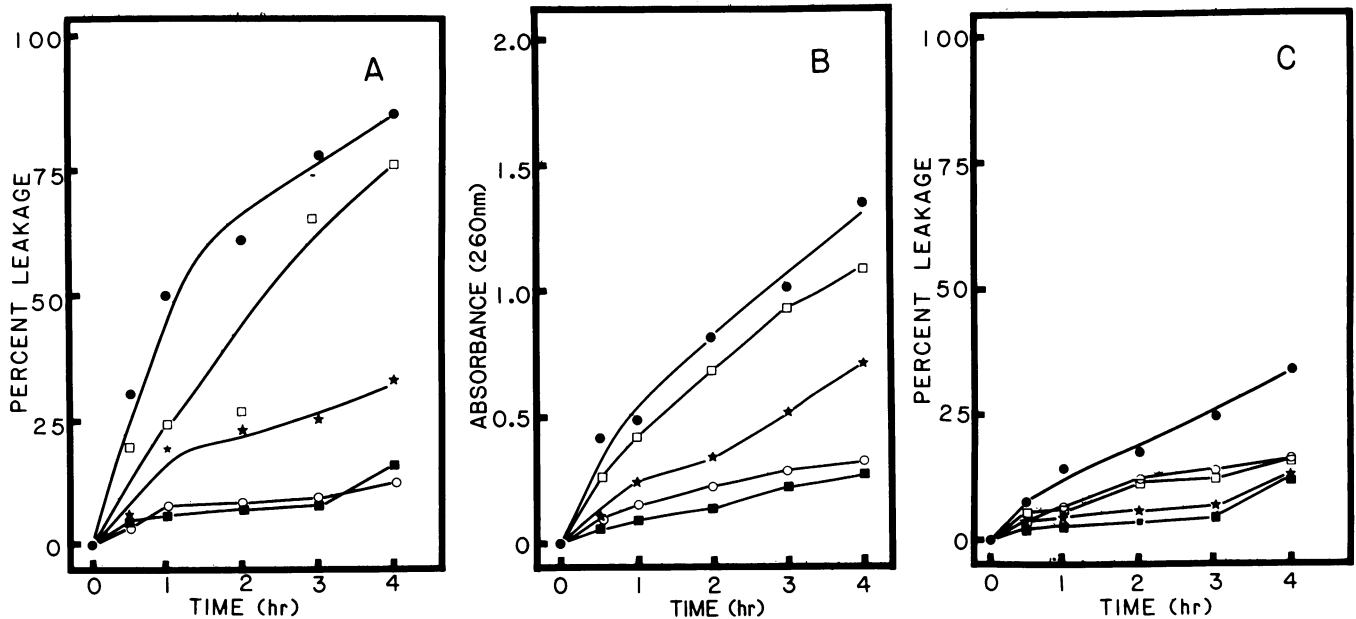 A
PERCENT LEAKAGE
100
75
50
25
0
0 1 2 3 4
TIME (hr)
B
ABSORBANCE (260nm)
2.0
1.5
1.0
0.5
0
0 1 2 3 4
TIME (hr)
C
PERCENT LEAKAGE
100
75
50
25
0
0 1 2 3 4
TIME (hr)